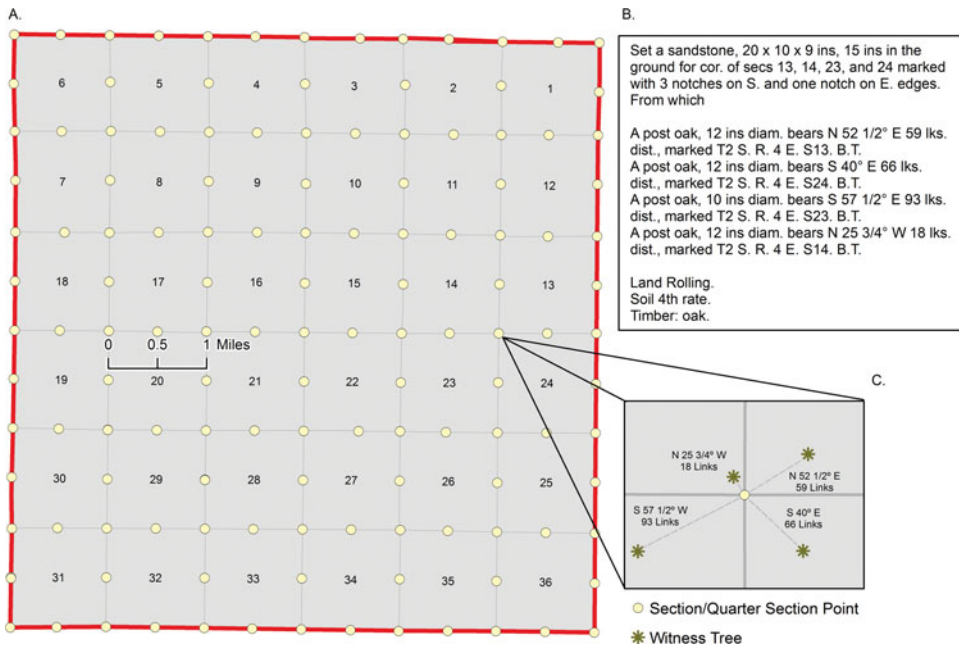 A.
6 5 4 3 2 1
7 8 9 10 11 12
18 17 16 15 14 13
0 0.5 1 Miles
19 20 21 22 23 24
30 29 28 27 26 25
31 32 33 34 35 36
B.
Set a sandstone, 20 x 10 x 9 ins, 15 ins in the
ground for cor. of secs 13, 14, 23, and 24 marked
with 3 notches on S. and one notch on E. edges.
From which
A post oak, 12 ins diam. bears N 52 1/2° E 59 lks.
dist., marked T2 S. R. 4 E. S13. B.T.
A post oak, 12 ins diam. bears S 40° E 66 lks.
dist., marked T2 S. R. 4 E. S24. B.T.
A post oak, 10 ins diam. bears S 57 1/2° E 93 lks.
dist., marked T2 S. R. 4 E. S23. B.T.
A post oak, 12 ins diam. bears N 25 3/4° W 18 lks.
dist., marked T2 S. R. 4 E. S14. B.T.
Land Rolling.
Soil 4th rate.
Timber: oak.
C.
N 25 3/4º W
18 Links
N 52 1/2º E
59 Links
S 57 1/2º W
93 Links
S 40º E
66 Links
Section/Quarter Section Point
Witness Tree